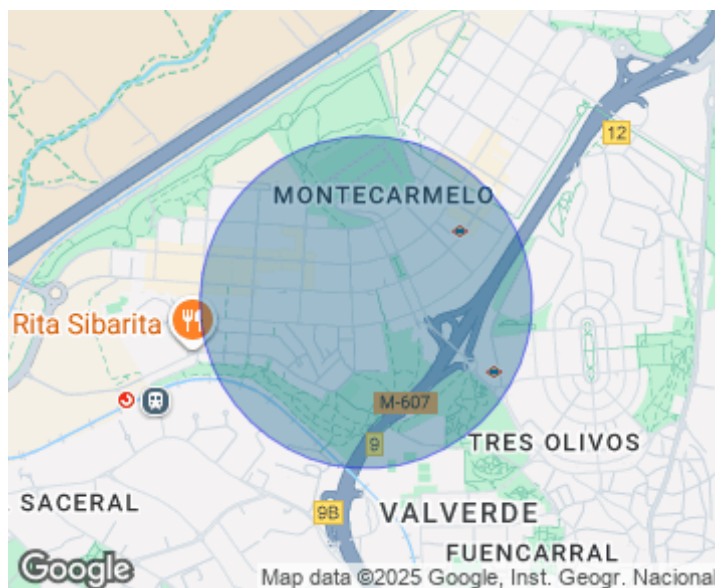 12
MONTECARMELO
Rita Sibarita
M-607
9
TRES OLIVOS
SACERAL
9B
VALVERDE
FUENCARRAL
Google
Map data ©2025 Google, Inst. Geogr. Nacional